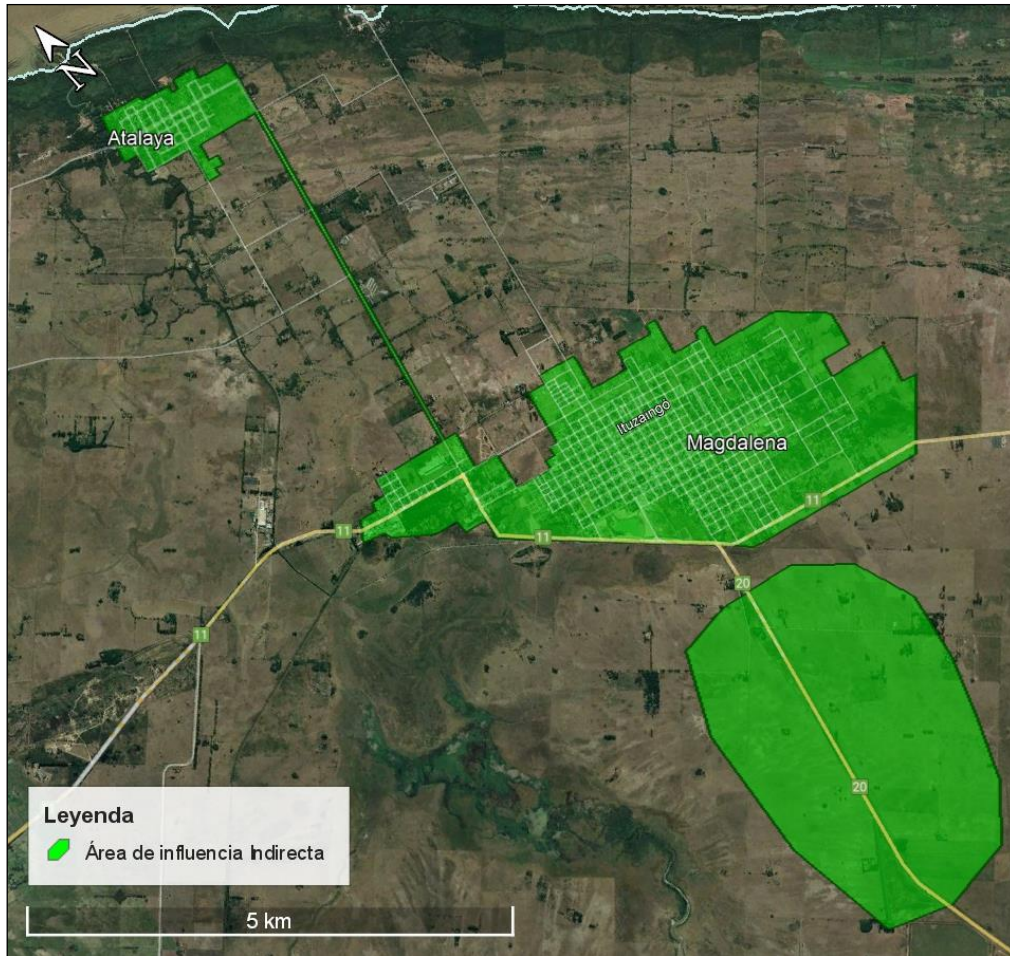 N
Atalaya
Ituzaingó
Magdalena
11
11
11
20
11
20
Leyenda
Área de influencia Indirecta
5 km